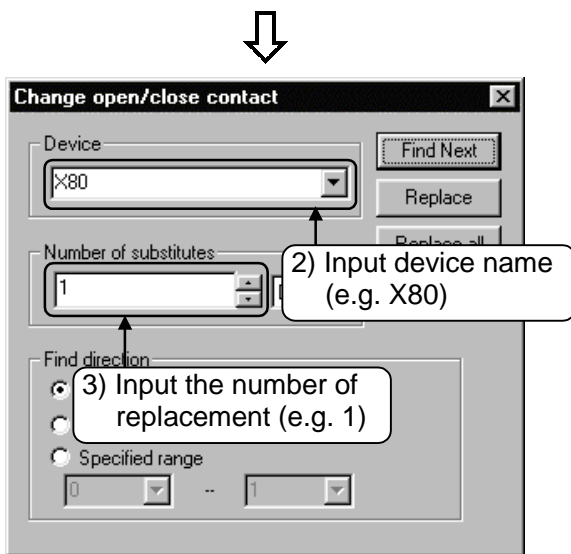 Change open/close contact
Device
X80
Find Next
Replace
Replace all
Number of substitutes
1
2) Input device name
(e.g. X80)
Find direction
3) Input the number of
replacement (e.g. 1)
Specified range
0 -- 1